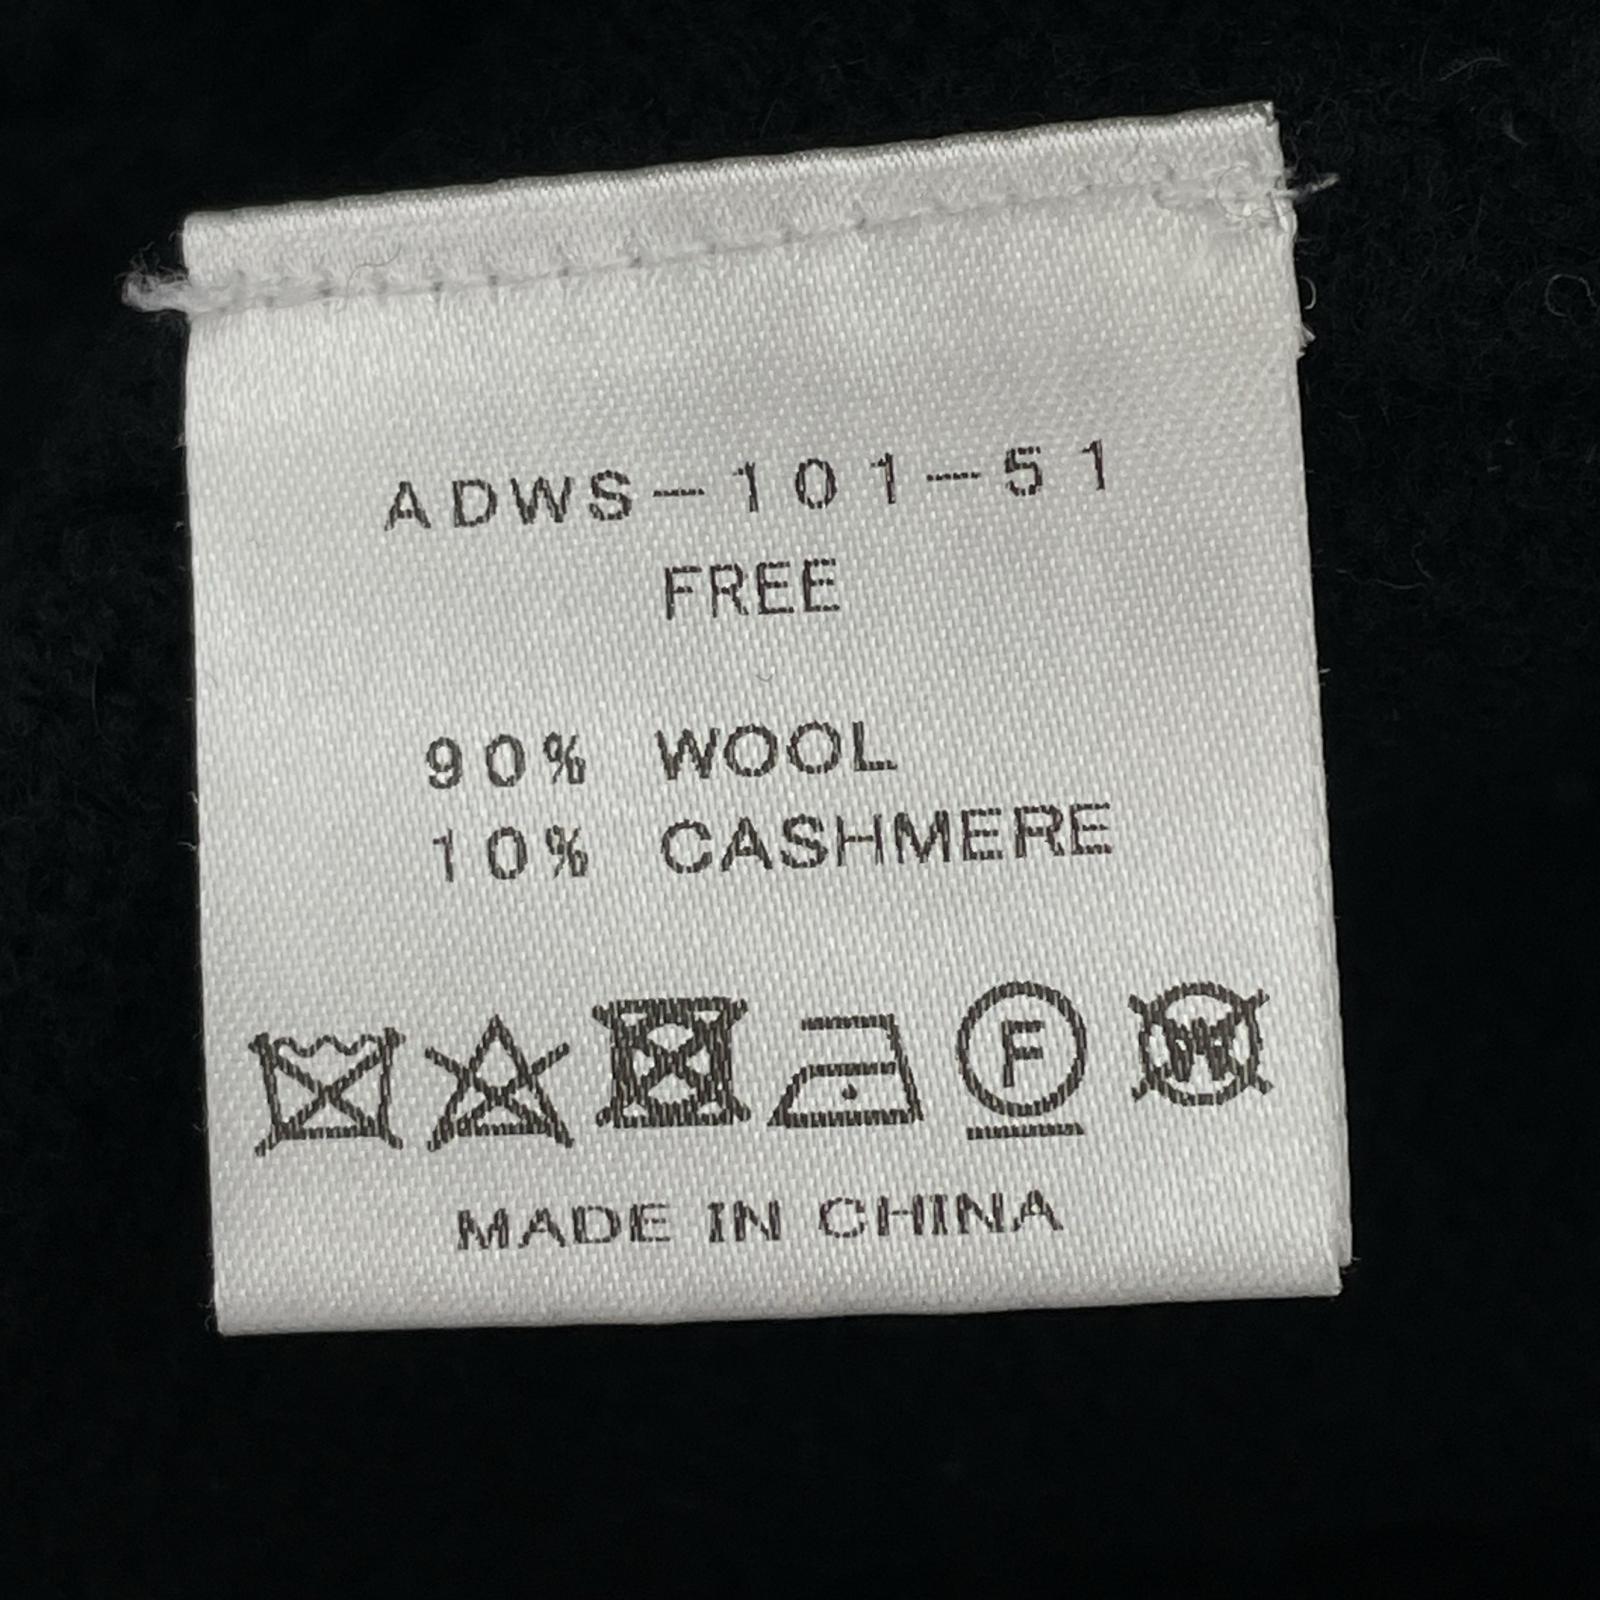 ADWS-101-51
FREE
90% WOOL
10% CASHMERE
F W
MADE IN CHINA